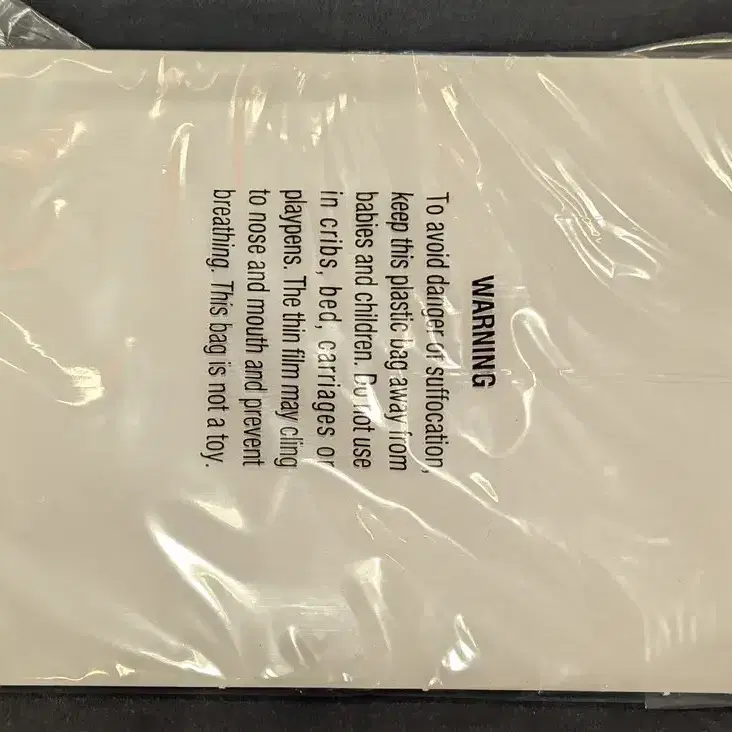 WARNING
To avoid danger of suffocation,
keep this plastic bag away from
babies and children. Do not use
in cribs, bed, carriages or
playpens. The thin film may cling
to nose and mouth and prevent
breathing. This bag is not a toy.